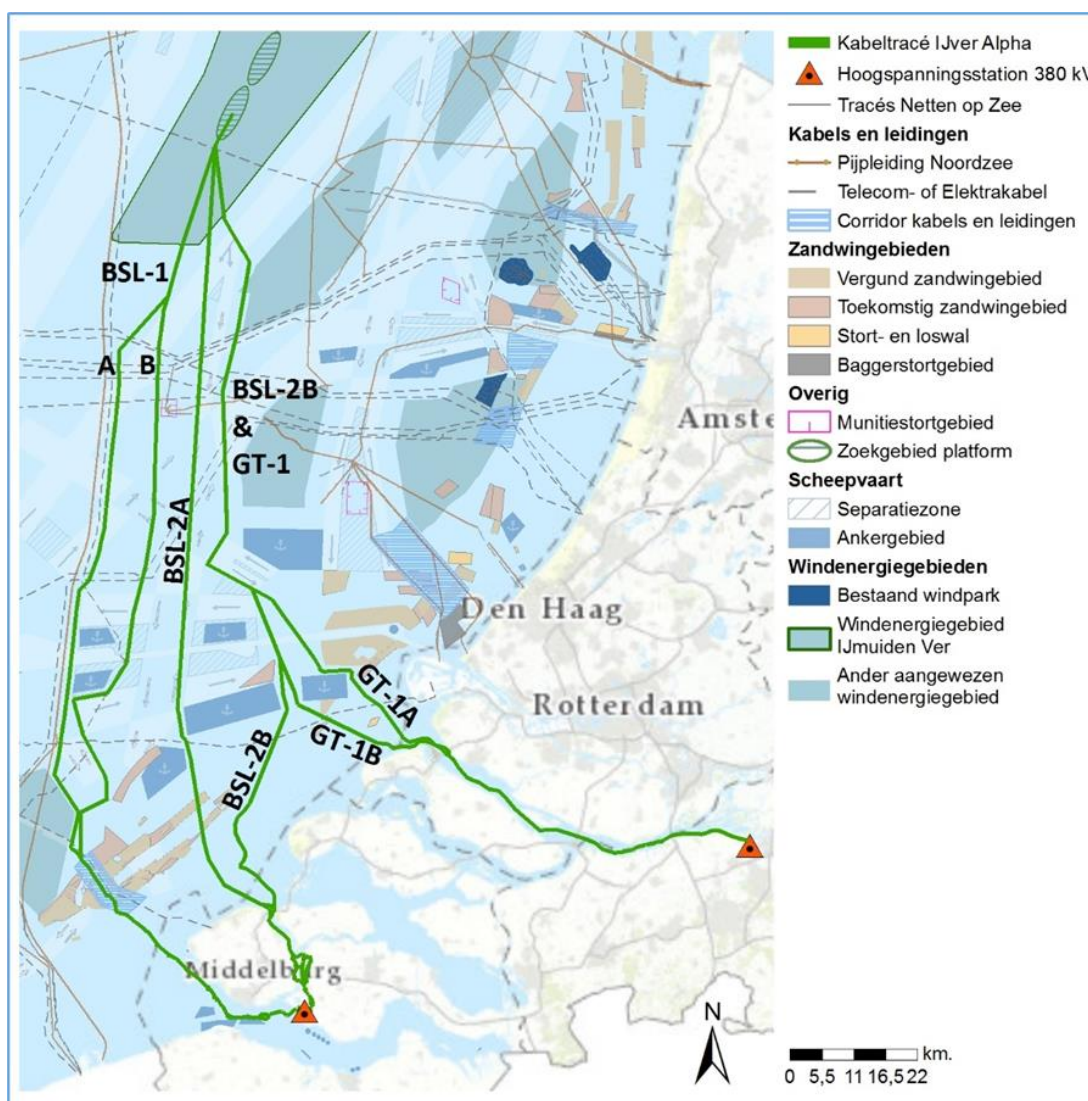 BSL-1
A
B
BSL-2B
&
GT-1
BSL-2A
GT-1A
GT-1B
BSL-2B
Amste
Den Haag
Rotterdam
Middelburg
N
Kabeltracé IJver Alpha
Hoogspanningsstation 380 kV
Tracés Netten op Zee
Kabels en leidingen
Pijpleiding Noordzee
Telecom- of Elektrakabel
Corridor kabels en leidingen
Zandwingebieden
Vergund zandwingebied
Toekomstig zandwingebied
Stort- en loswal
Baggerstortgebied
Overig
Munitiestortgebied
Zoekgebied platform
Scheepvaart
Separatiezone
Ankergebied
Windenergiegebieden
Bestaand windpark
Windenergiegebied
IJmuiden Ver
Ander aangewezen
windenergiegebied
km.
0 5,5 11 16,5 22